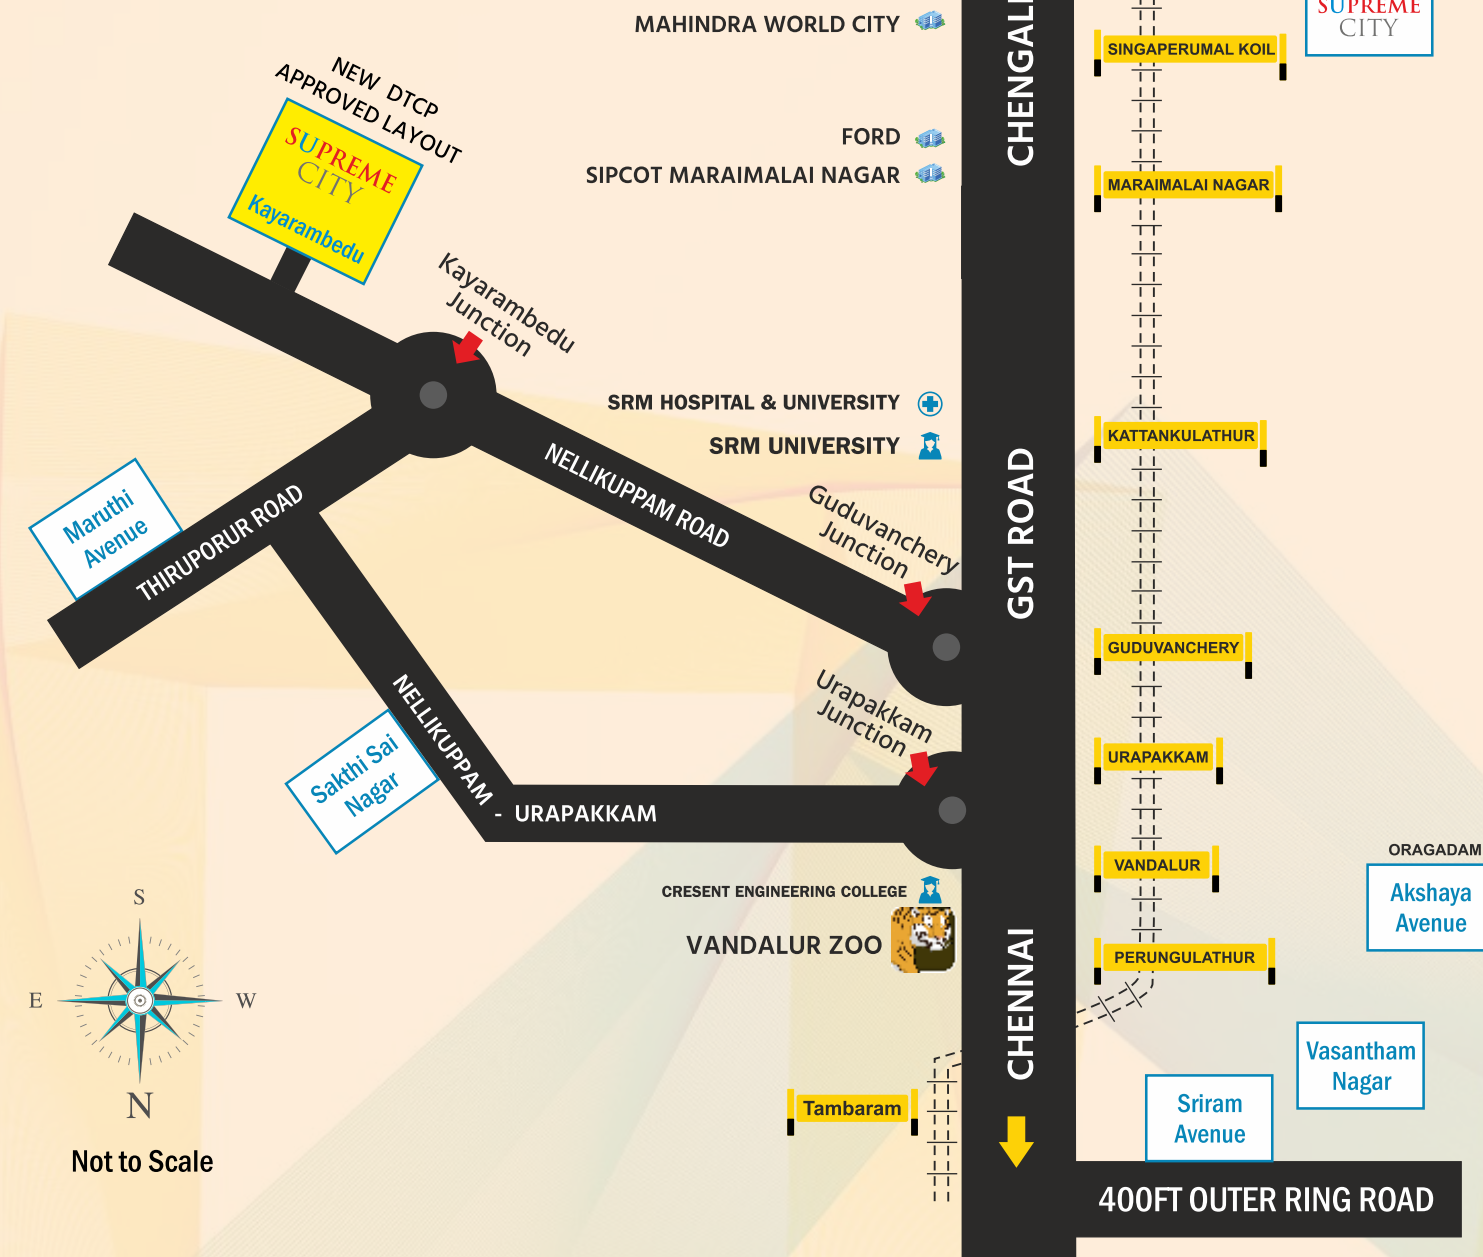 MAHINDRA WORLD CITY
SUPREME
CITY
SINGAPERUMAL KOIL
NEW DTCP
APPROVED LAYOUT
SUPREME
CITY
Kayarambedu
FORD
SIPCOT MARAIMALAI NAGAR
MARAIMALAI NAGAR
Kayarambedu
Junction
SRM HOSPITAL & UNIVERSITY
SRM UNIVERSITY
KATTANKULATHUR
GST ROAD
NELLIKUPPAM ROAD
Guduvanchery
Junction
Maruthi
Avenue
THIRUPORUR ROAD
GUDUVANCHERY
Urapakkam
Junction
URAPAKKAM
Sakthi Sai
Nagar
NELLIKUPPAM - URAPAKKAM
VANDALUR
ORAGADAM
Akshaya
Avenue
CRESENT ENGINEERING COLLEGE
VANDALUR ZOO
PERUNGULATHUR
CHENNAI
S
E
W
N
Not to Scale
Tambaram
Vasantham
Nagar
Sriram
Avenue
400FT OUTER RING ROAD